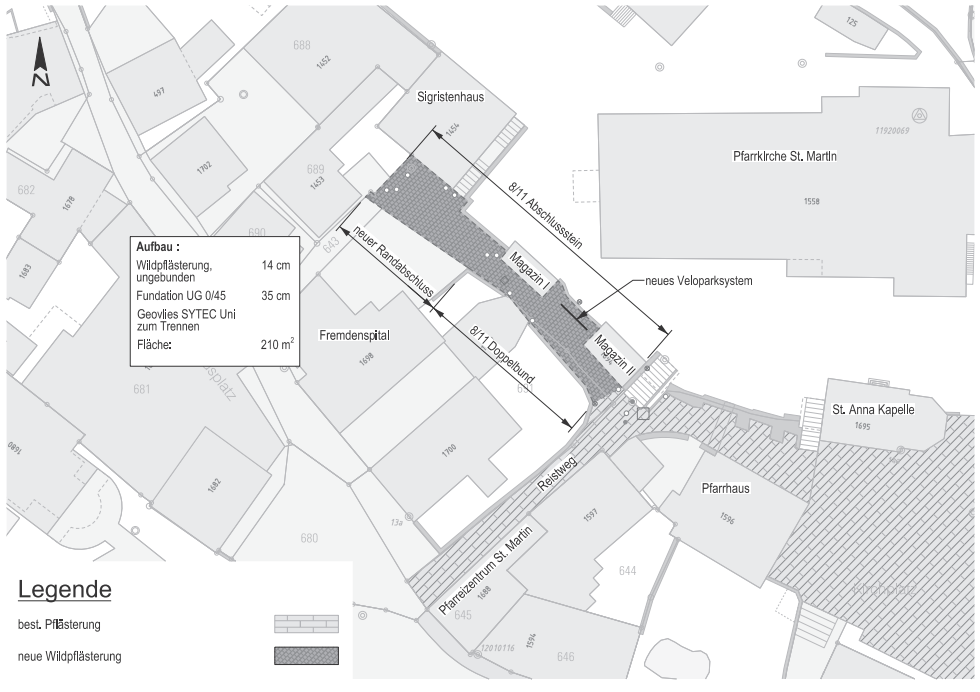 N
688
1452
125
497
Sigristenhaus
1454
11920069
1702
689
1453
Pfarrkirche St. Martin
682
1678
1558
8/11 Abschlussstein
690
643
1683
neuer Randabschluss
Magazin I
neues Veloparksystem
Aufbau :
Wildpflästerung, 14 cm
ungebunden
Fundation UG 0/45 35 cm
Geovlies SYTEC Uni
zum Trennen
Fläche: 210 m²
Fremdenspital
1698
8/11 Doppelbund
Magazin II
681
St. Anna Kapelle
1695
1700
1680
1682
Reistweg
Pfarrhaus
1596
13a
1597
680
Pfarreizentrum St. Martin
644
1688
645
12010116
1594
646
Legende
best. Pflästerung
neue Wildpflästerung